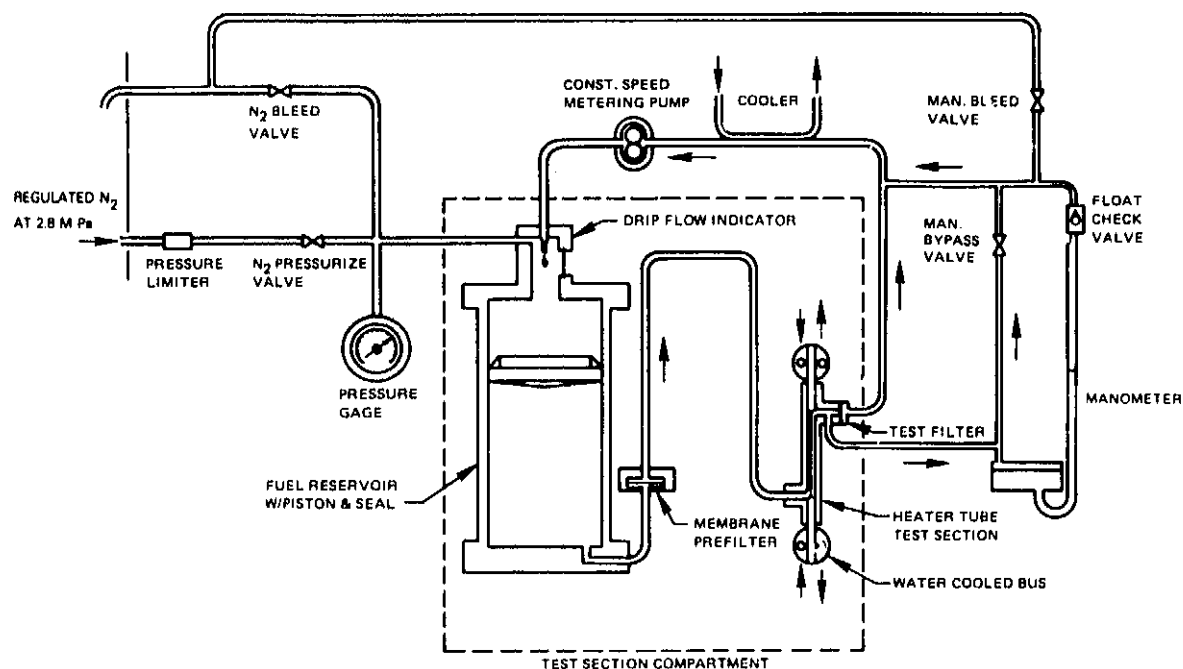 CONST. SPEED
METERING PUMP
COOLER
MAN. BLEED
VALVE
N2 BLEED
VALVE
REGULATED N2
AT 2.8 M Pa
DRIP FLOW INDICATOR
MAN.
BYPASS
VALVE
FLOAT
CHECK
VALVE
PRESSURE
LIMITER
N2 PRESSURIZE
VALVE
PRESSURE
GAGE
MANOMETER
TEST FILTER
FUEL RESERVOIR
W/PISTON & SEAL
MEMBRANE
PREFILTER
HEATER TUBE
TEST SECTION
WATER COOLED BUS
TEST SECTION COMPARTMENT